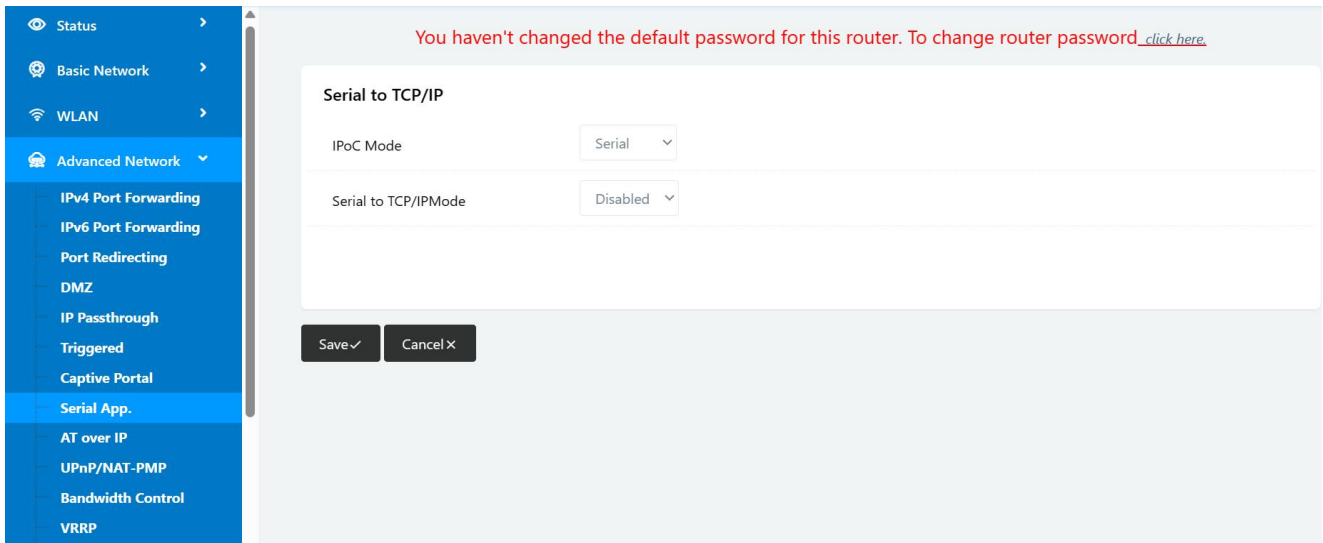 Status
Basic Network
WLAN
Advanced Network
IPv4 Port Forwarding
IPv6 Port Forwarding
Port Redirecting
DMZ
IP Passthrough
Triggered
Captive Portal
Serial App.
AT over IP
UPnP/NAT-PMP
Bandwidth Control
VRRP
You haven't changed the default password for this router. To change router password click here.
Serial to TCP/IP
IPoC Mode Serial
Serial to TCP/IPMode Disabled
Save Cancel